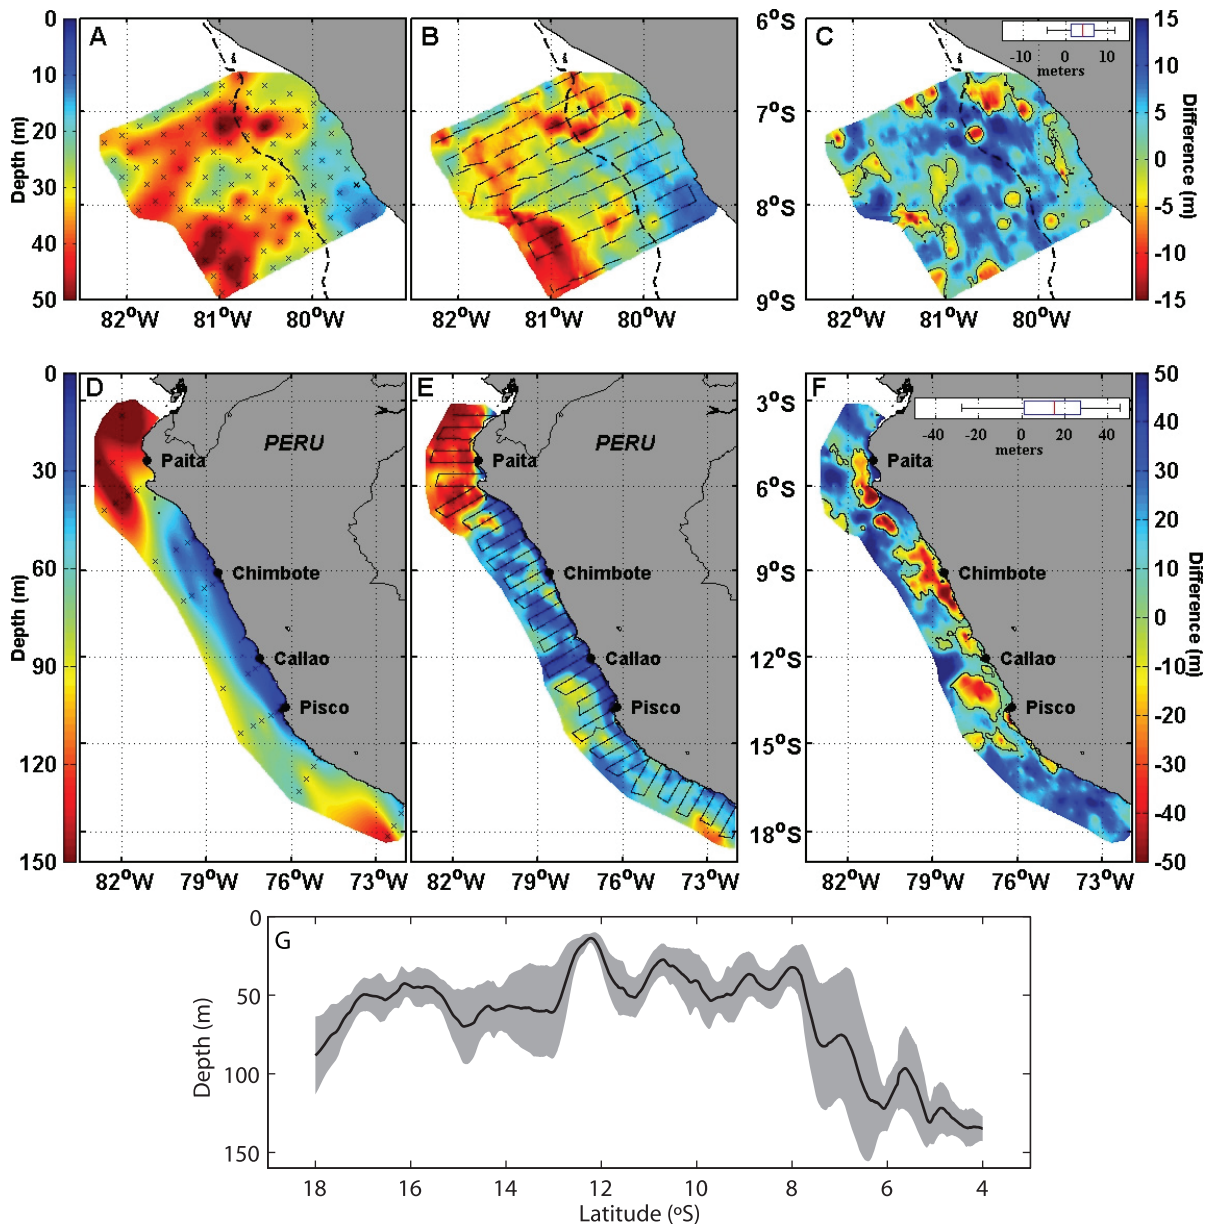 A
B
C
0
10
20
30
40
50
Depth (m)
82°W
81°W
80°W
82°W
81°W
80°W
82°W
81°W
80°W
6°S
7°S
8°S
9°S
-10
0
10
meters
15
10
5
0
-5
-10
-15
Difference (m)
D
E
F
0
30
60
90
120
150
Depth (m)
PERU
Paita
Chimbote
Callao
Pisco
82°W
79°W
76°W
73°W
PERU
Paita
Chimbote
Callao
Pisco
82°W
79°W
76°W
73°W
3°S
6°S
9°S
12°S
15°S
18°S
-40
-20
0
20
40
meters
Paita
Chimbote
Callao
Pisco
82°W
79°W
76°W
73°W
50
40
30
20
10
0
-10
-20
-30
-40
-50
Difference (m)
G
0
50
100
150
Depth (m)
18
16
14
12
10
8
6
4
Latitude (ºS)